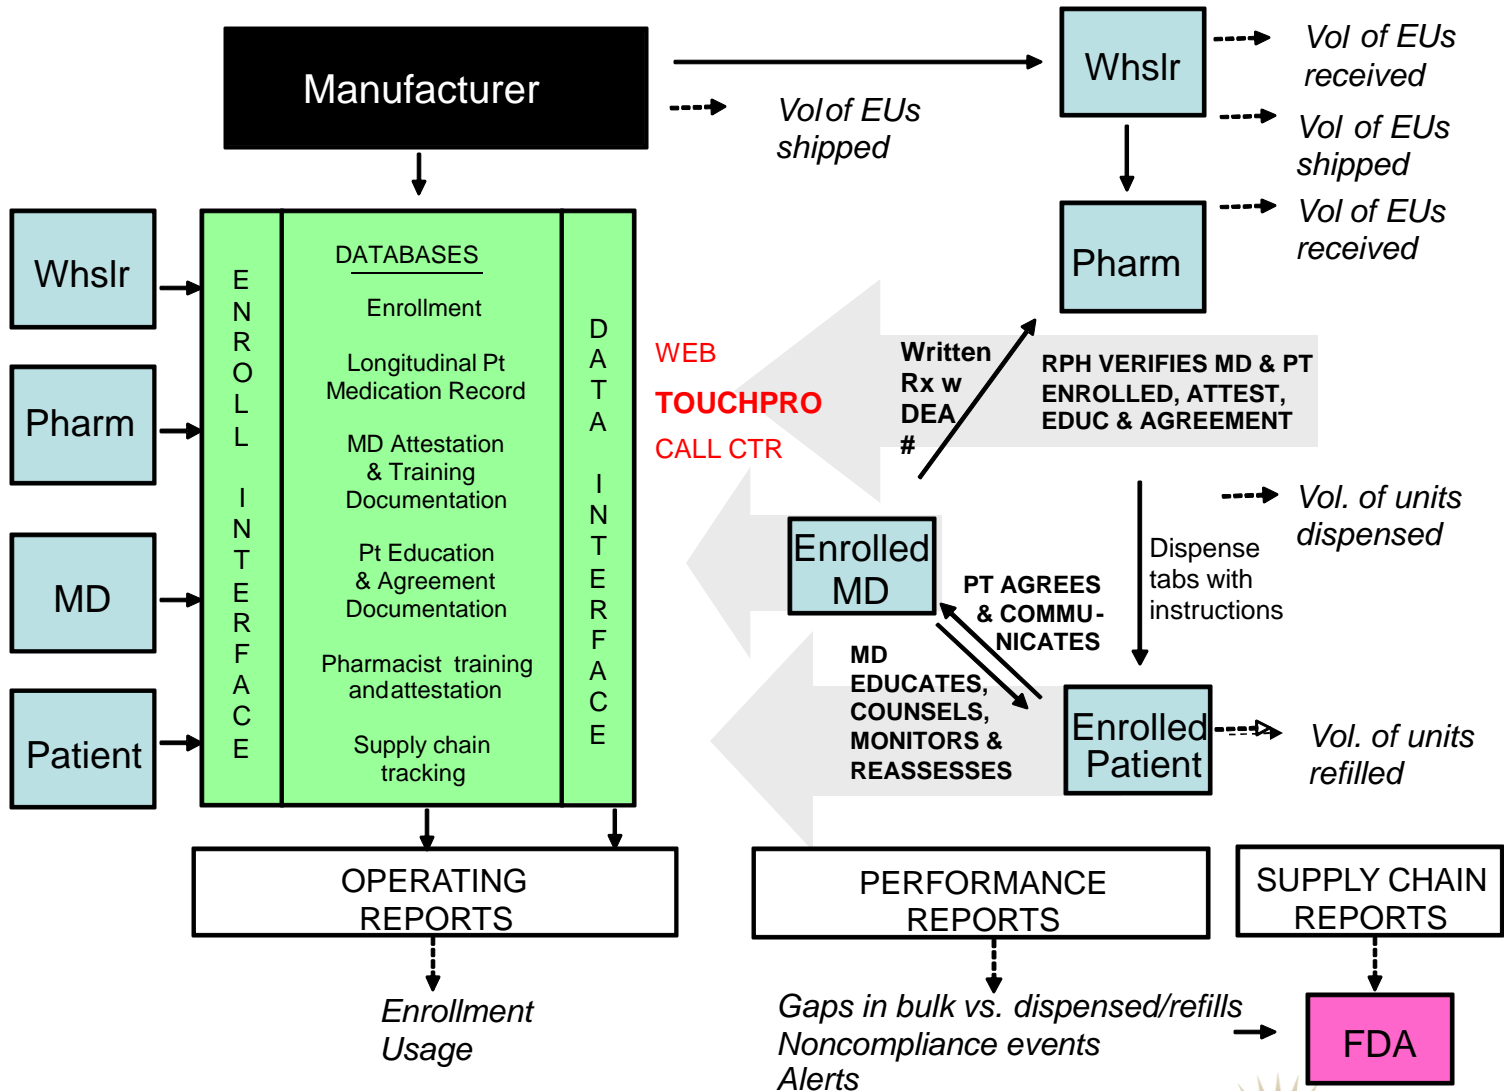 Manufacturer
Vol of EUs
shipped
Whslr
Vol of EUs
received
Vol of EUs
shipped
Pharm
Vol of EUs
received
Whslr
Pharm
MD
Patient
ENROLL INTERFACE
DATABASES
Enrollment
Longitudinal Pt
Medication Record
MD Attestation
& Training
Documentation
Pt Education
& Agreement
Documentation
Pharmacist training
andattestation
Supply chain
tracking
DATA INTERFACE
WEB
TOUCHPRO
CALL CTR
Written
Rx w
DEA
#
RPH VERIFIES MD & PT
ENROLLED, ATTEST,
EDUC & AGREEMENT
Vol. of units
dispensed
Enrolled
MD
PT AGREES
& COMMU-
NICATES
Dispense
tabs with
instructions
MD
EDUCATES,
COUNSELS,
MONITORS &
REASSESSES
Enrolled
Patient
Vol. of units
refilled
OPERATING
REPORTS
PERFORMANCE
REPORTS
SUPPLY CHAIN
REPORTS
Enrollment
Usage
Gaps in bulk vs. dispensed/refills
Noncompliance events
Alerts
FDA